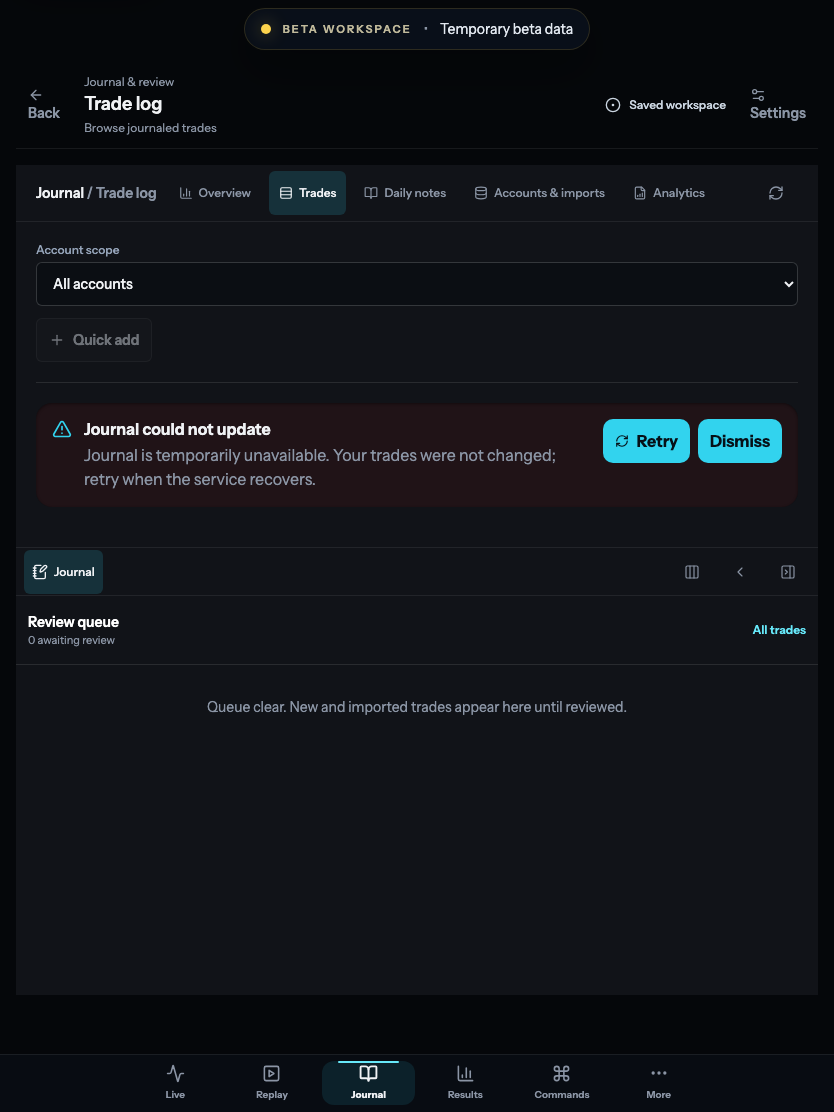 BETA WORKSPACE · Temporary beta data
Back
Journal & review
Trade log
Browse journaled trades
Saved workspace
Settings
Journal / Trade log
Overview
Trades
Daily notes
Accounts & imports
Analytics
Account scope
All accounts
Quick add
Journal could not update
Journal is temporarily unavailable. Your trades were not changed;
retry when the service recovers.
Retry
Dismiss
Journal
Review queue
0 awaiting review
All trades
Queue clear. New and imported trades appear here until reviewed.
Live
Replay
Journal
Results
Commands
More